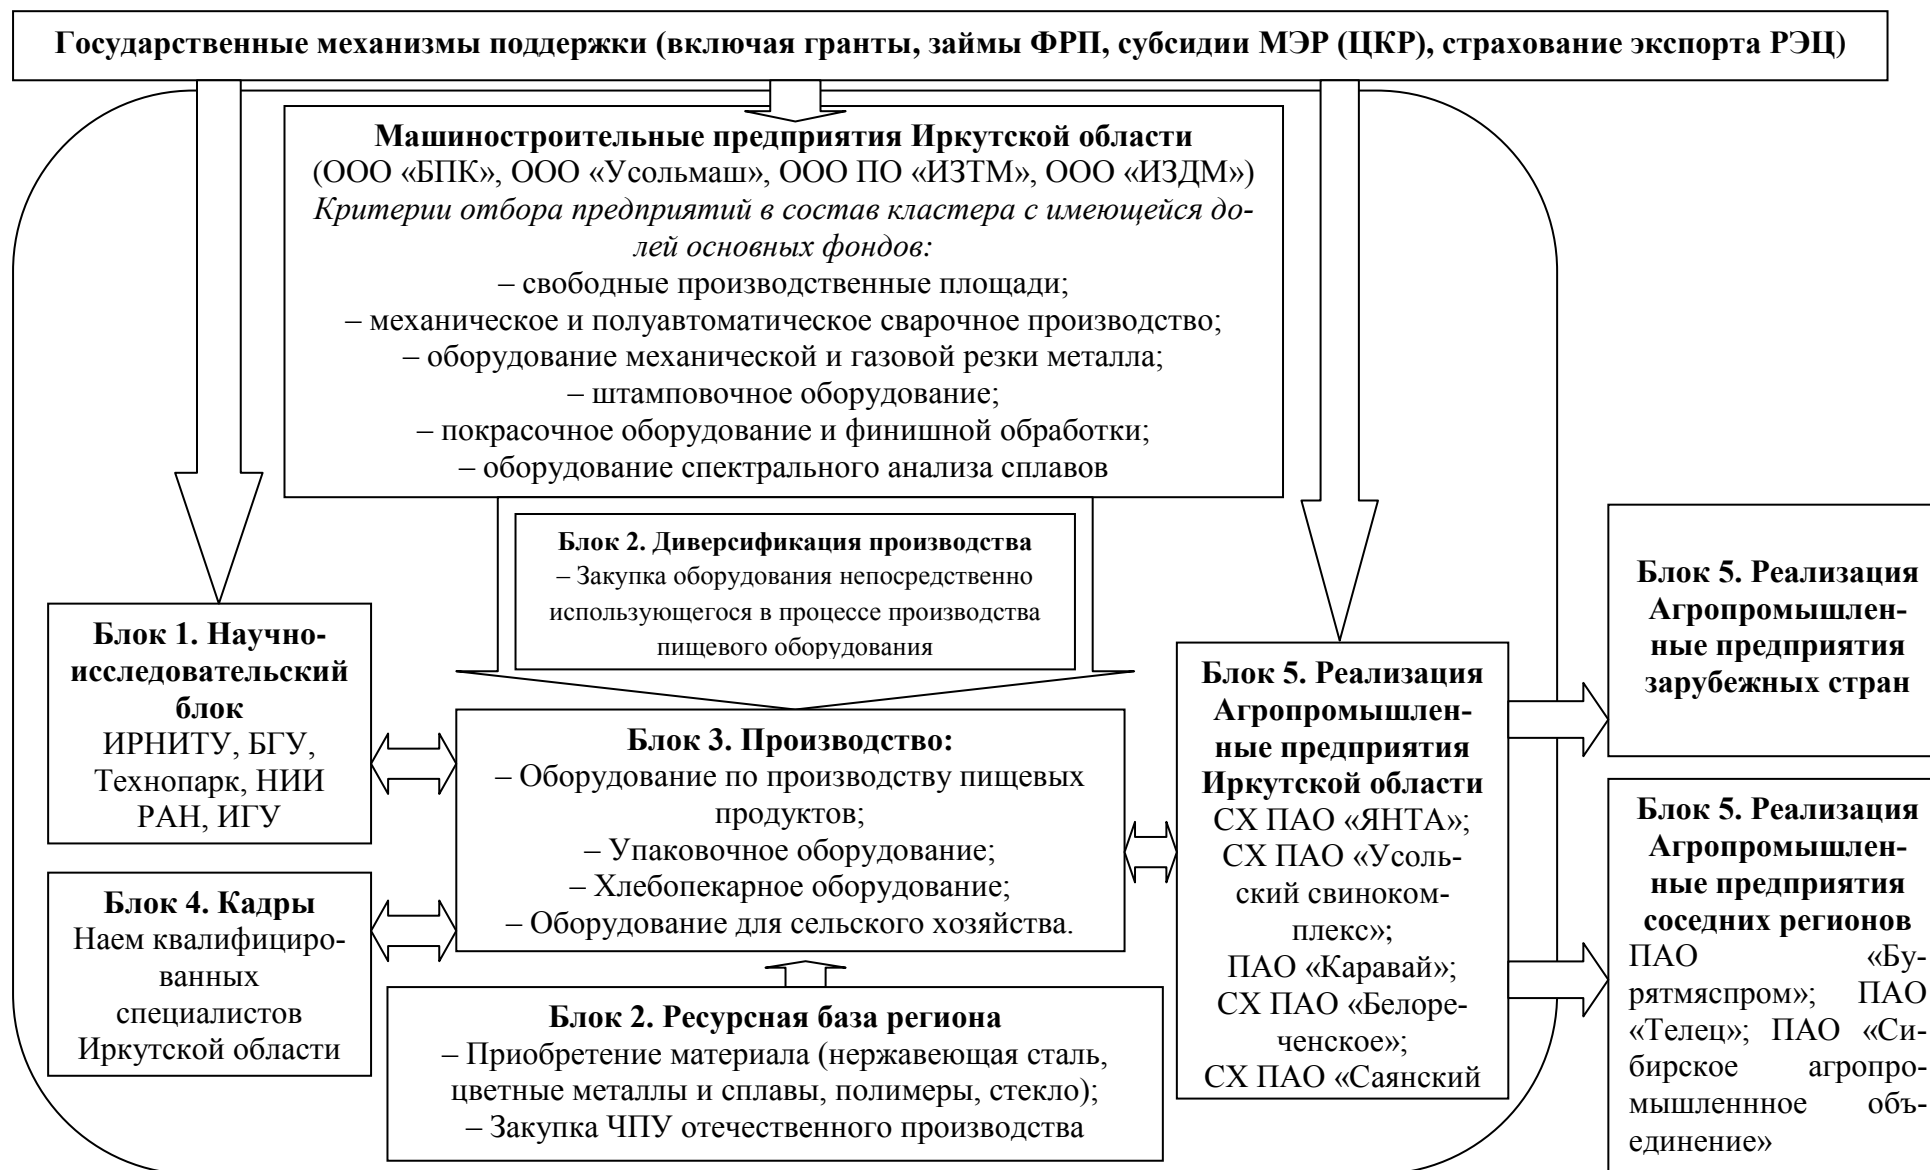 Государственные механизмы поддержки (включая гранты, займы ФРП, субсидии МЭР (ЦКР), страхование экспорта РЭЦ)
Машиностроительные предприятия Иркутской области
(ООО «БПК», ООО «Усольмаш», ООО ПО «ИЗТМ», ООО «ИЗДМ»)
Критерии отбора предприятий в состав кластера с имеющейся до-
лей основных фондов:
– свободные производственные площади;
– механическое и полуавтоматическое сварочное производство;
– оборудование механической и газовой резки металла;
– штамповочное оборудование;
– покрасочное оборудование и финишной обработки;
– оборудование спектрального анализа сплавов
Блок 2. Диверсификация производства
– Закупка оборудования непосредственно
использующегося в процессе производства
пищевого оборудования
Блок 1. Научно-
исследовательский
блок
ИРНИТУ, БГУ,
Технопарк, НИИ
РАН, ИГУ
Блок 4. Кадры
Наем квалифициро-
ванных
специалистов
Иркутской области
Блок 3. Производство:
– Оборудование по производству пищевых
продуктов;
– Упаковочное оборудование;
– Хлебопекарное оборудование;
– Оборудование для сельского хозяйства.
Блок 2. Ресурсная база региона
– Приобретение материала (нержавеющая сталь,
цветные металлы и сплавы, полимеры, стекло);
– Закупка ЧПУ отечественного производства
Блок 5. Реализация
Агропромышлен-
ные предприятия
Иркутской области
СХ ПАО «ЯНТА»;
СХ ПАО «Усоль-
ский свиноком-
плекс»;
ПАО «Каравай»;
СХ ПАО «Белоре-
ченское»;
СХ ПАО «Саянский
Блок 5. Реализация
Агропромышлен-
ные предприятия
зарубежных стран
Блок 5. Реализация
Агропромышлен-
ные предприятия
соседних регионов
ПАО «Бу-
рятмяспром»; ПАО
«Телец»; ПАО «Си-
бирское агропро-
мышленнное объ-
единение»